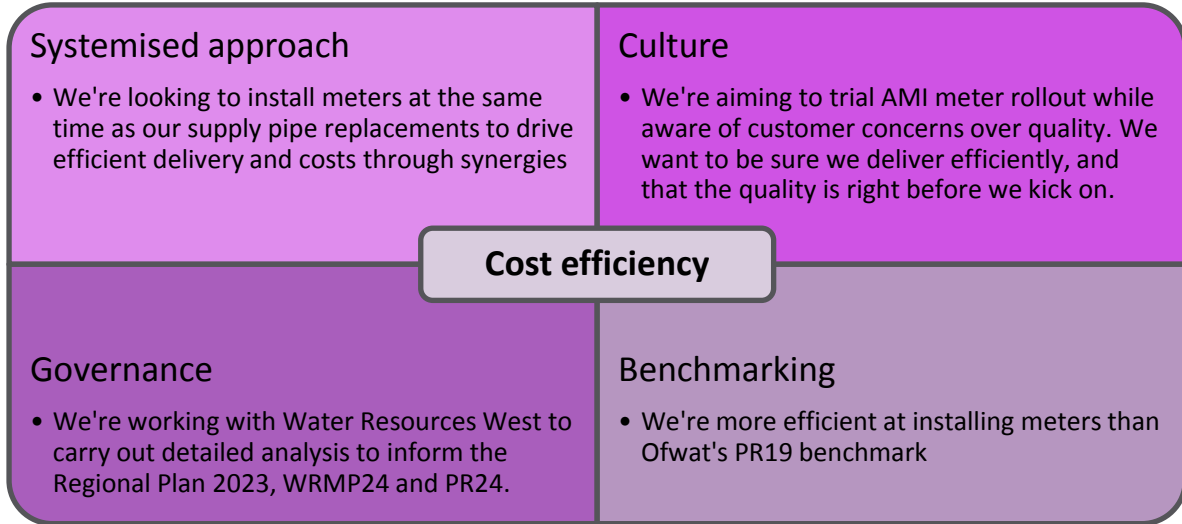 Systemised approach
• We're looking to install meters at the same
time as our supply pipe replacements to drive
efficient delivery and costs through synergies
Culture
• We're aiming to trial AMI meter rollout while
aware of customer concerns over quality. We
want to be sure we deliver efficiently, and
that the quality is right before we kick on.
Cost efficiency
Governance
• We're working with Water Resources West to
carry out detailed analysis to inform the
Regional Plan 2023, WRMP24 and PR24.
Benchmarking
• We're more efficient at installing meters than
Ofwat's PR19 benchmark